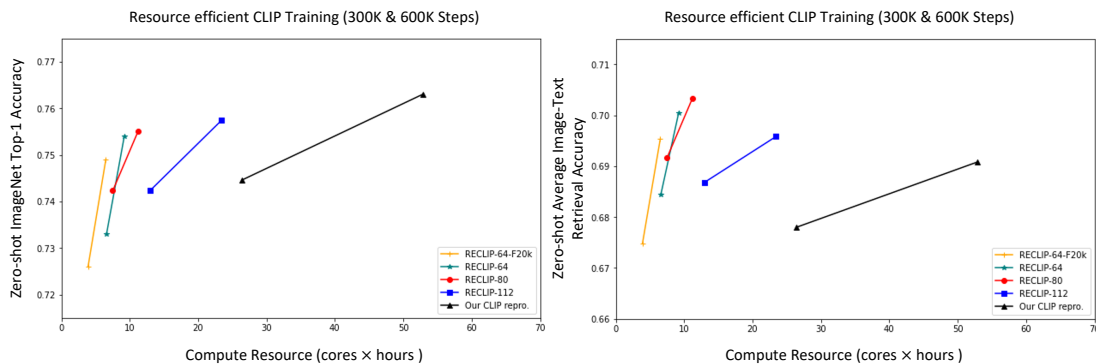 Resource efficient CLIP Training (300K & 600K Steps)
Zero-shot ImageNet Top-1 Accuracy
0.77
0.76
0.75
0.74
0.73
0.72
RECLIP-64-F20k
RECLIP-64
RECLIP-80
RECLIP-112
Our CLIP repro.
0 10 20 30 40 50 60 70
Compute Resource (cores × hours )
Resource efficient CLIP Training (300K & 600K Steps)
Zero-shot Average Image-Text
Retrieval Accuracy
0.71
0.70
0.69
0.68
0.67
0.66
RECLIP-64-F20k
RECLIP-64
RECLIP-80
RECLIP-112
Our CLIP repro.
0 10 20 30 40 50 60 70
Compute Resource (cores × hours )